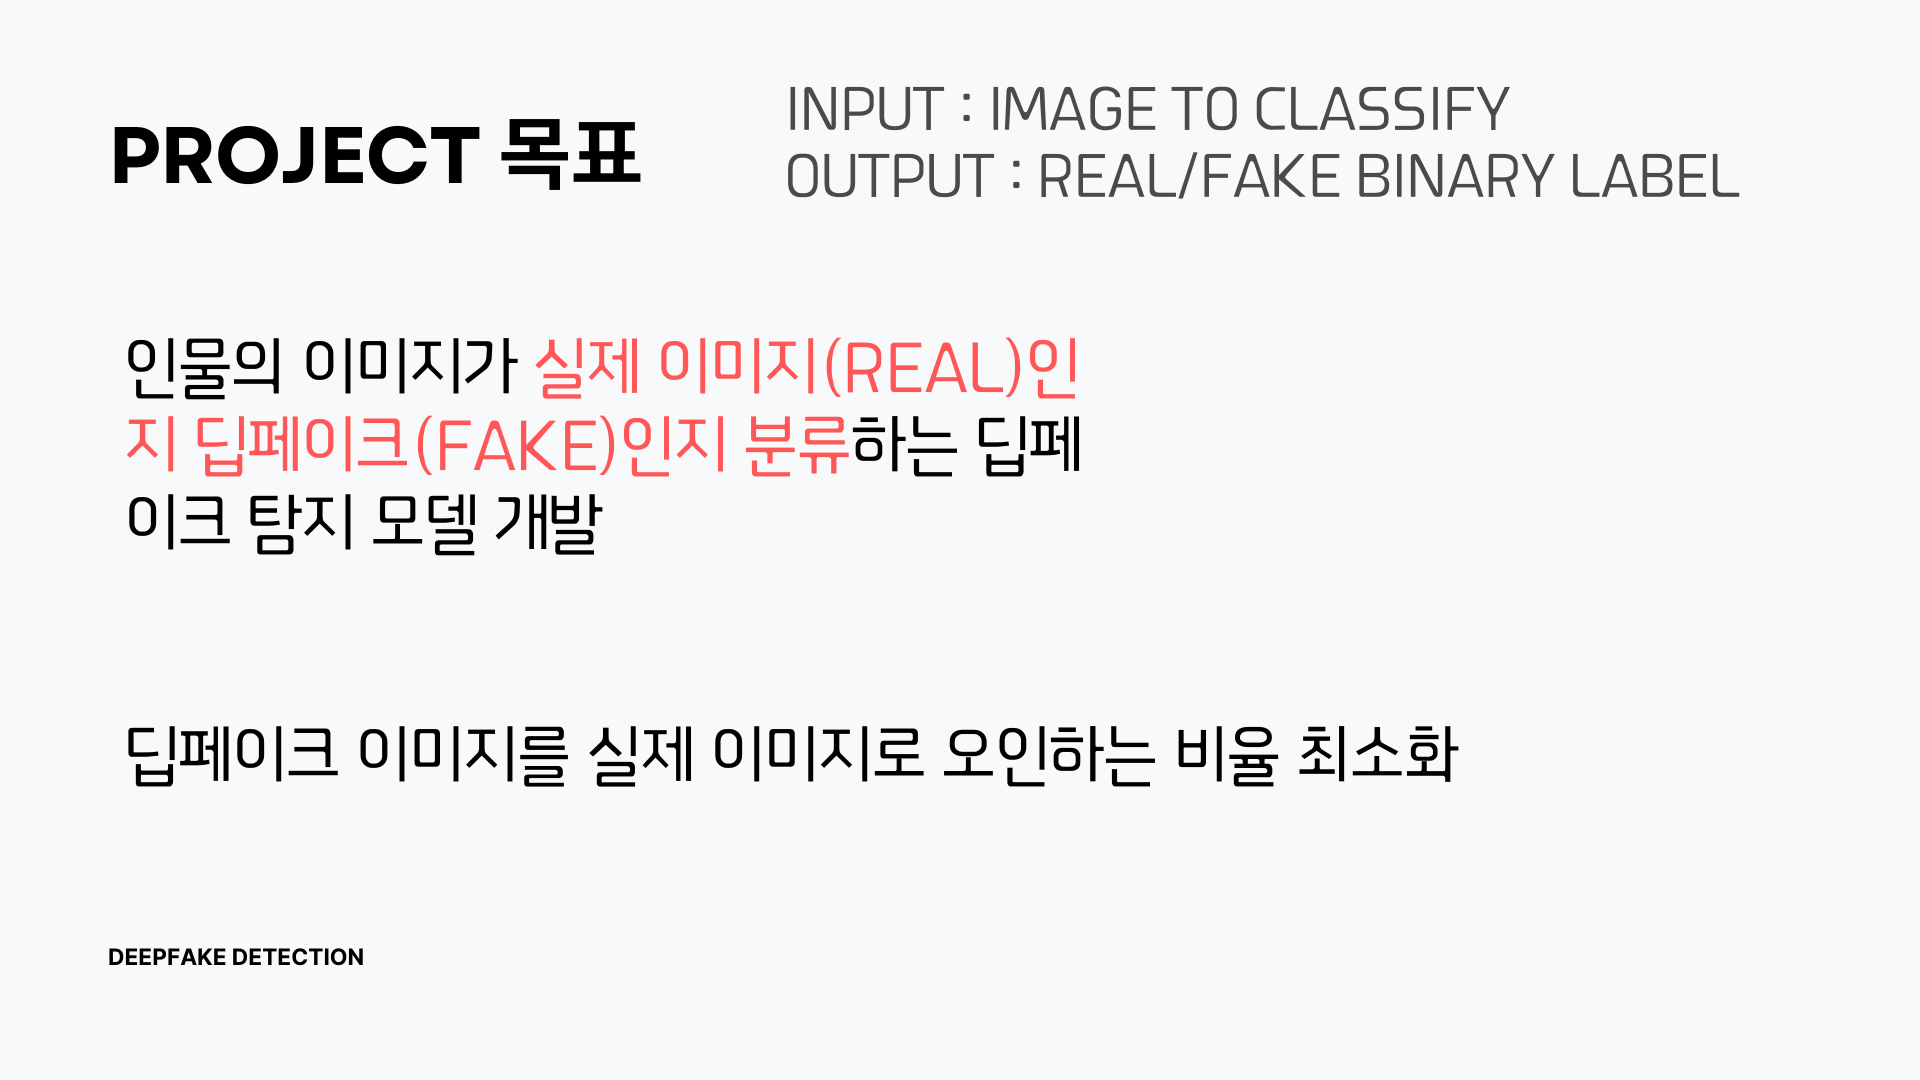 PROJECT 목표
INPUT : IMAGE TO CLASSIFY
OUTPUT : REAL/FAKE BINARY LABEL
인물의 이미지가 실제 이미지(REAL)인
지 딥페이크(FAKE)인지 분류하는 딥페
이크 탐지 모델 개발
딥페이크 이미지를 실제 이미지로 오인하는 비율 최소화
DEEPFAKE DETECTION